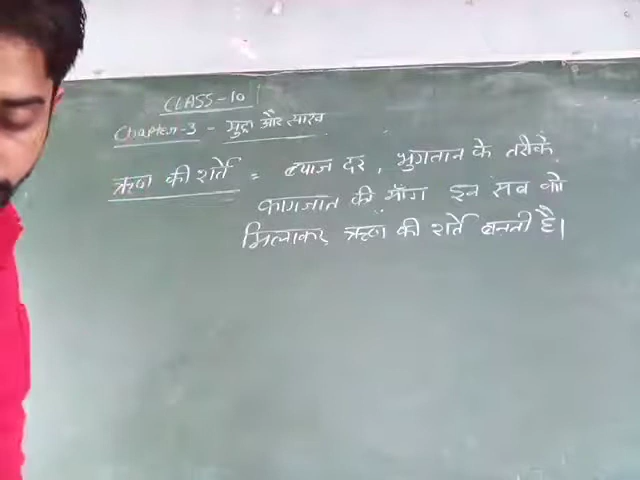 CLASS-10
Chapter-3 - मुद्रा और साख
ऋण की शर्ते = ब्याज दर, भुगतान के तरीके
कागजात की माँग इन सब को
मिलाकर ऋण की शर्ते बनती है।